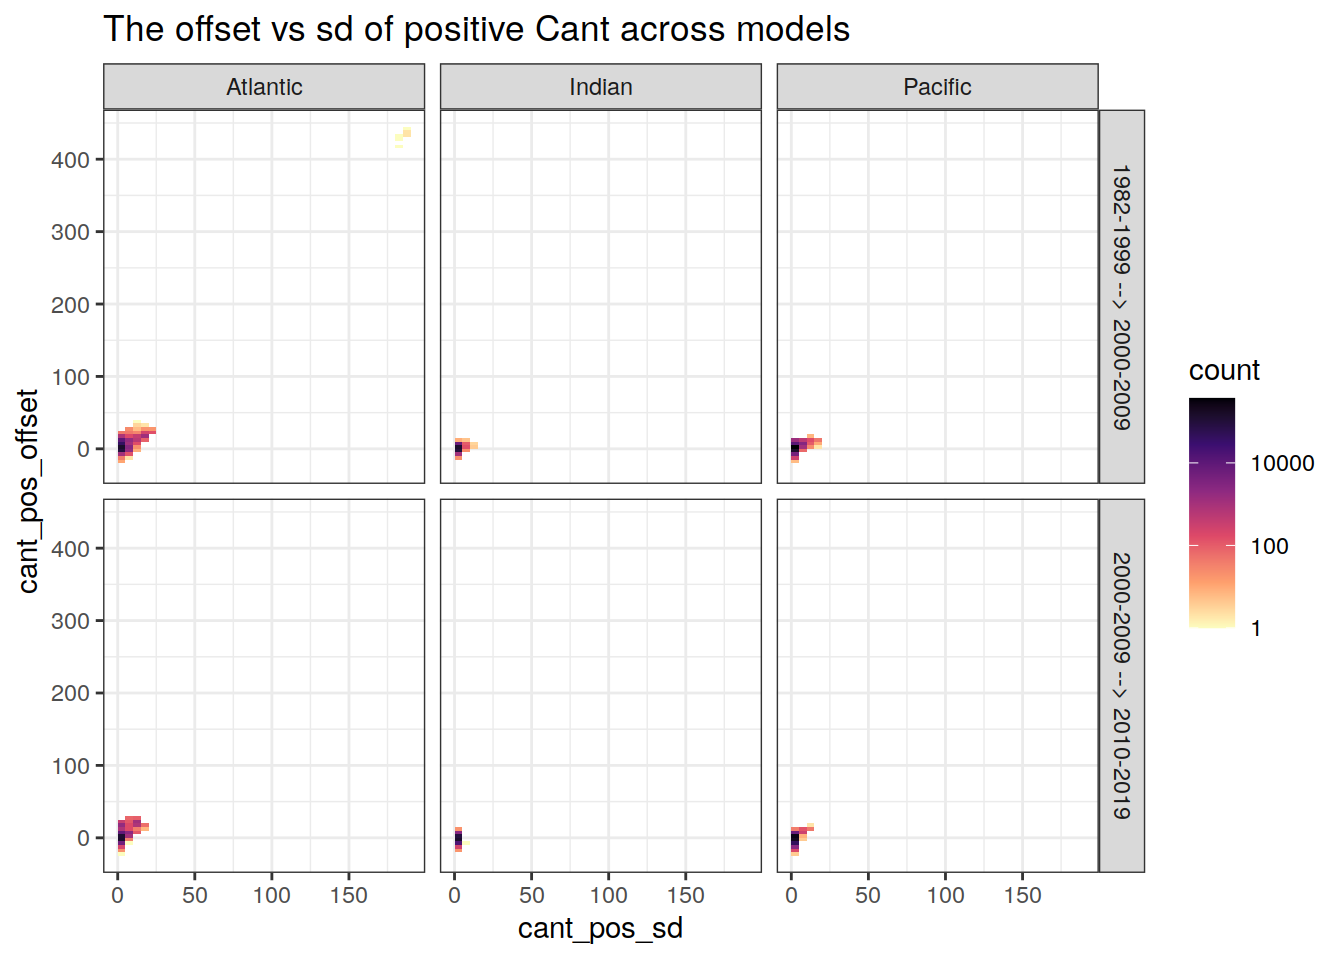 The offset vs sd of positive Cant across models
Atlantic
Indian
Pacific
400
300
200
100
0
1982-1999 --> 2000-2009
400
300
200
100
0
2000-2009 --> 2010-2019
0 50 100 150
0 50 100 150
0 50 100 150
cant_pos_sd
cant_pos_offset
count
10000
100
1